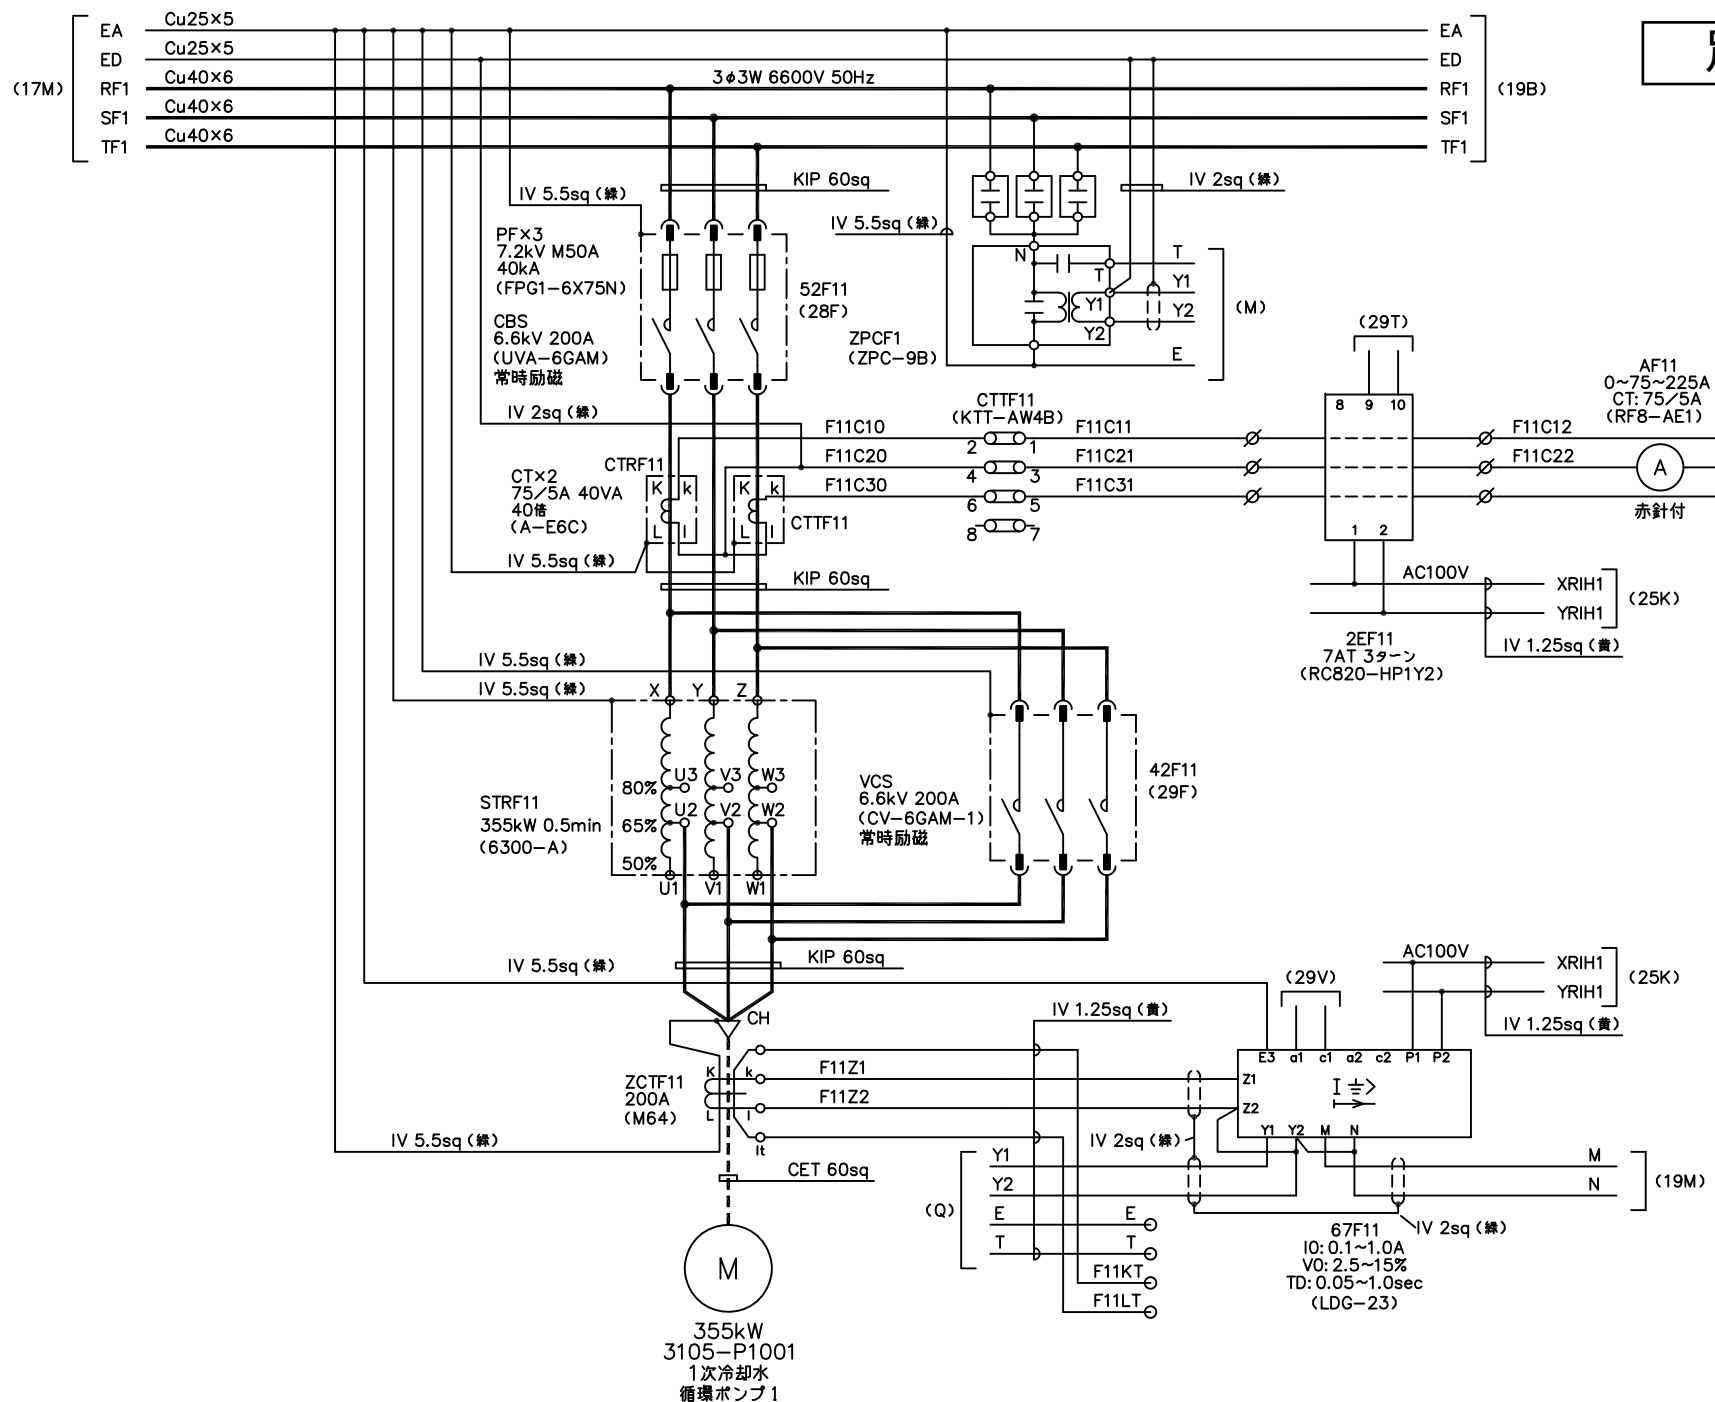 (17M)
EA Cu25×5 EA
ED Cu25×5 ED
RF1 Cu40×6 3φ3W 6600V 50Hz RF1 (19B)
SF1 Cu40×6 SF1
TF1 Cu40×6 TF1
KIP 60sq
IV 5.5sq(緑)
IV 2sq(緑)
IV 5.5sq(緑)
PF×3
7.2kV M50A
40kA
(FPG1-6X75N)
52F11
(28F)
CBS
6.6kV 200A
(UVA-6GAM)
常時励磁
N
T
T
Y1
Y1
Y2
Y2
E
(M)
ZPCF1
(ZPC-9B)
(29T)
AF11
0~75~225A
CT:75/5A
(RF8-AE1)
IV 2sq(緑)
CTTF11
(KTT-AW4B)
8 9 10
F11C10 2 1 F11C11 F11C12
F11C20 4 3 F11C21 F11C22
F11C30 6 5 F11C31
8 7
A
赤針付
CTRF11
CT×2
75/5A 40VA
40倍
(A-E6C)
K k
L l
K k
L l
CTTF11
1 2
IV 5.5sq(緑)
KIP 60sq
AC100V
XRIH1
YRIH1
(25K)
IV 1.25sq(黄)
2EF11
7AT 3ターン
(RC820-HP1Y2)
IV 5.5sq(緑)
IV 5.5sq(緑)
X Y Z
80% U3 V3 W3
U2 V2 W2
65%
50%
U1 V1 W1
STRF11
355kW 0.5min
(6300-A)
VCS
6.6kV 200A
(CV-6GAM-1)
常時励磁
42F11
(29F)
IV 5.5sq(緑)
KIP 60sq
CH
AC100V
XRIH1
YRIH1
(25K)
(29V)
IV 1.25sq(黄)
IV 1.25sq(黄)
E3 a1 c1 a2 c2 P1 P2
Z1
Z2
I
Y1 Y2 M N
ZCTF11
200A
(M64)
K k
L l
lt
F11Z1
F11Z2
IV 5.5sq(緑)
IV 2sq(緑)
CET 60sq
(Q)
Y1
Y2
E E
T T
F11KT
F11LT
M
N
(19M)
IV 2sq(緑)
67F11
I0:0.1~1.0A
V0:2.5~15%
TD:0.05~1.0sec
(LDG-23)
M
355kW
3105-P1001
1次冷却水
循環ポンプ1